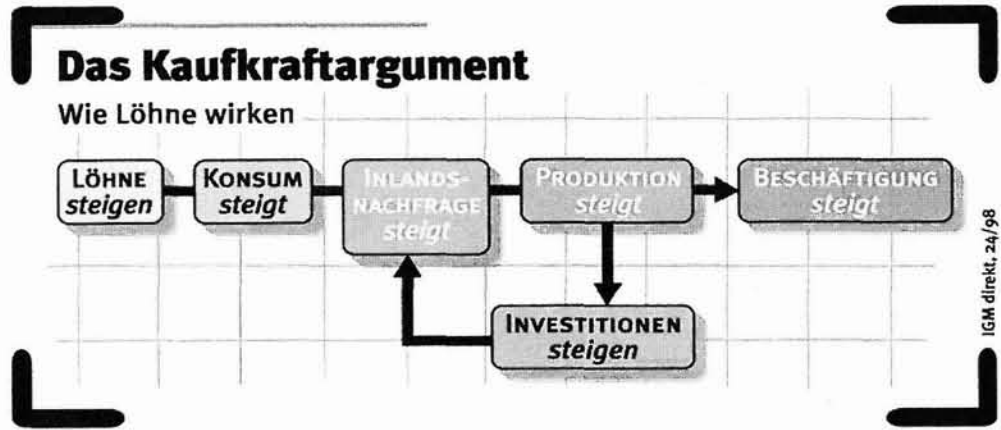 Das Kaufkraftargument
Wie Löhne wirken
LÖHNE
steigen
KONSUM
steigt
INLANDS-
NACHFRAGE
steigt
PRODUKTION
steigt
BESCHÄFTIGUNG
steigt
INVESTITIONEN
steigen
IGM direkt, 24/98